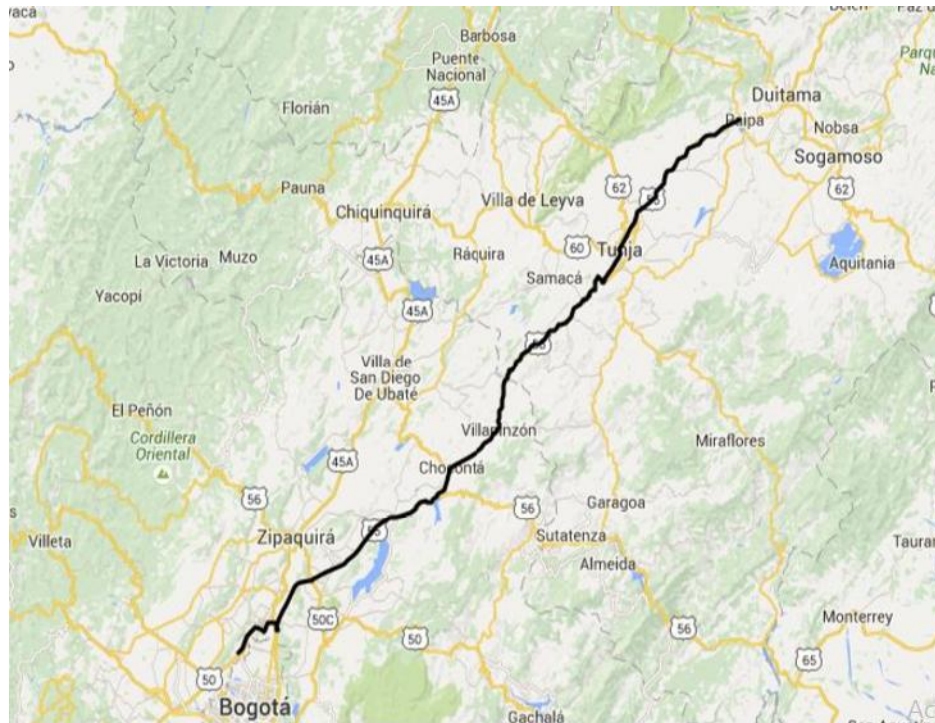 Barbosa
Puente
Nacional
45A
Florián
Duitama
Paipa
Nobsa
Sogamoso
62
62
Pauna
Villa de Leyva
Chiquinquirá
60
Tunja
45A
Ráquira
La Victoria
Muzo
Samacá
Aquitania
Yacopí
45A
Villa de
San Diego
De Ubaté
El Peñón
Villapinzón
Miraflores
Cordillera
Oriental
45A
Chocontá
56
56
Garagoa
Zipaquirá
Sutatenza
Villeta
Almeida
50C
50
56
Monterrey
65
50
Bogotá
Gachalá